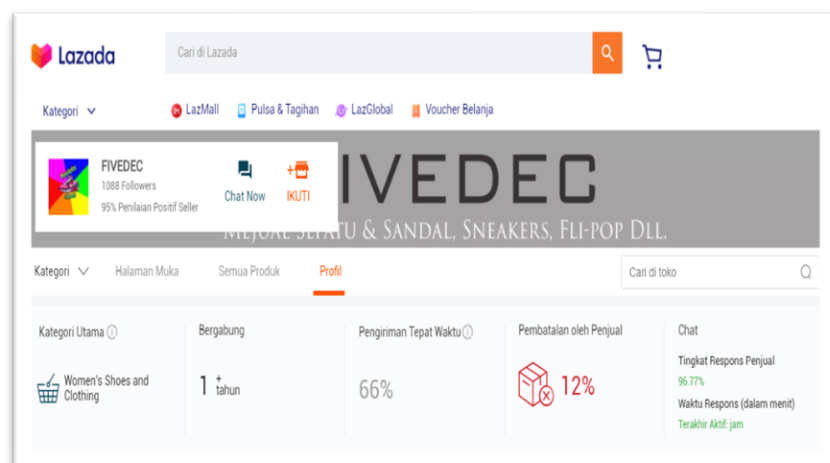 Lazada
Cari di Lazada
Kategori
LazMall
Pulsa & Tagihan
LazGlobal
Voucher Belanja
FIVEDEC
1088 Followers
95% Penilaian Positif Seller
Chat Now
IKUTI
IVEDEC
& SANDAL, SNEAKERS, FLI-POP DLL.
Kategori
Halaman Muka
Semua Produk
Profil
Cari di toko
Kategori Utama
Women's Shoes and
Clothing
Bergabung
1 + tahun
Pengiriman Tepat Waktu
66%
Pembatalan oleh Penjual
12%
Chat
Tingkat Respons Penjual
96.77%
Waktu Respons (dalam menit)
Terakhir Aktif: jam